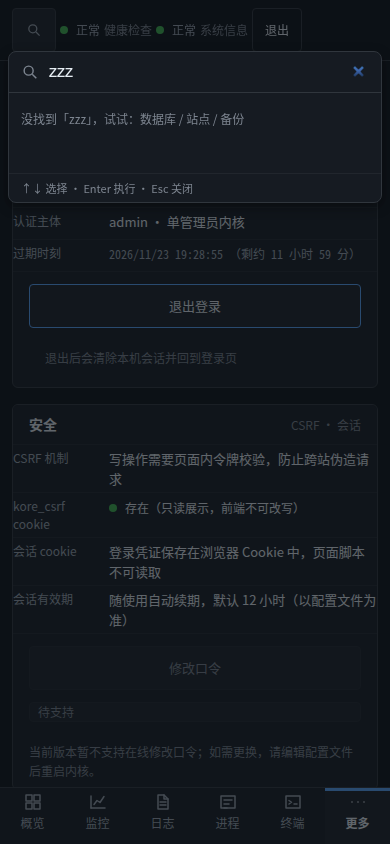 正常 健康检查 正常 系统信息 退出
zzz
没找到「zzz」，试试：数据库 / 站点 / 备份
↑↓ 选择 · Enter 执行 · Esc 关闭
认证主体 admin · 单管理员内核
过期时刻 2026/11/23 19:28:55 （剩约 11 小时 59 分）
退出登录
退出后会清除本机会话并回到登录页
安全 CSRF · 会话
CSRF 机制 写操作需要页面内令牌校验，防止跨站伪造请
求
kore_csrf
cookie
存在（只读展示，前端不可改写）
会话 cookie 登录凭证保存在浏览器 Cookie 中，页面脚本
不可读取
会话有效期 随使用自动续期，默认 12 小时（以配置文件为
准）
修改口令
待支持
当前版本暂不支持在线修改口令；如需更换，请编辑配置文件
后重启内核。
概览 监控 日志 进程 终端 更多